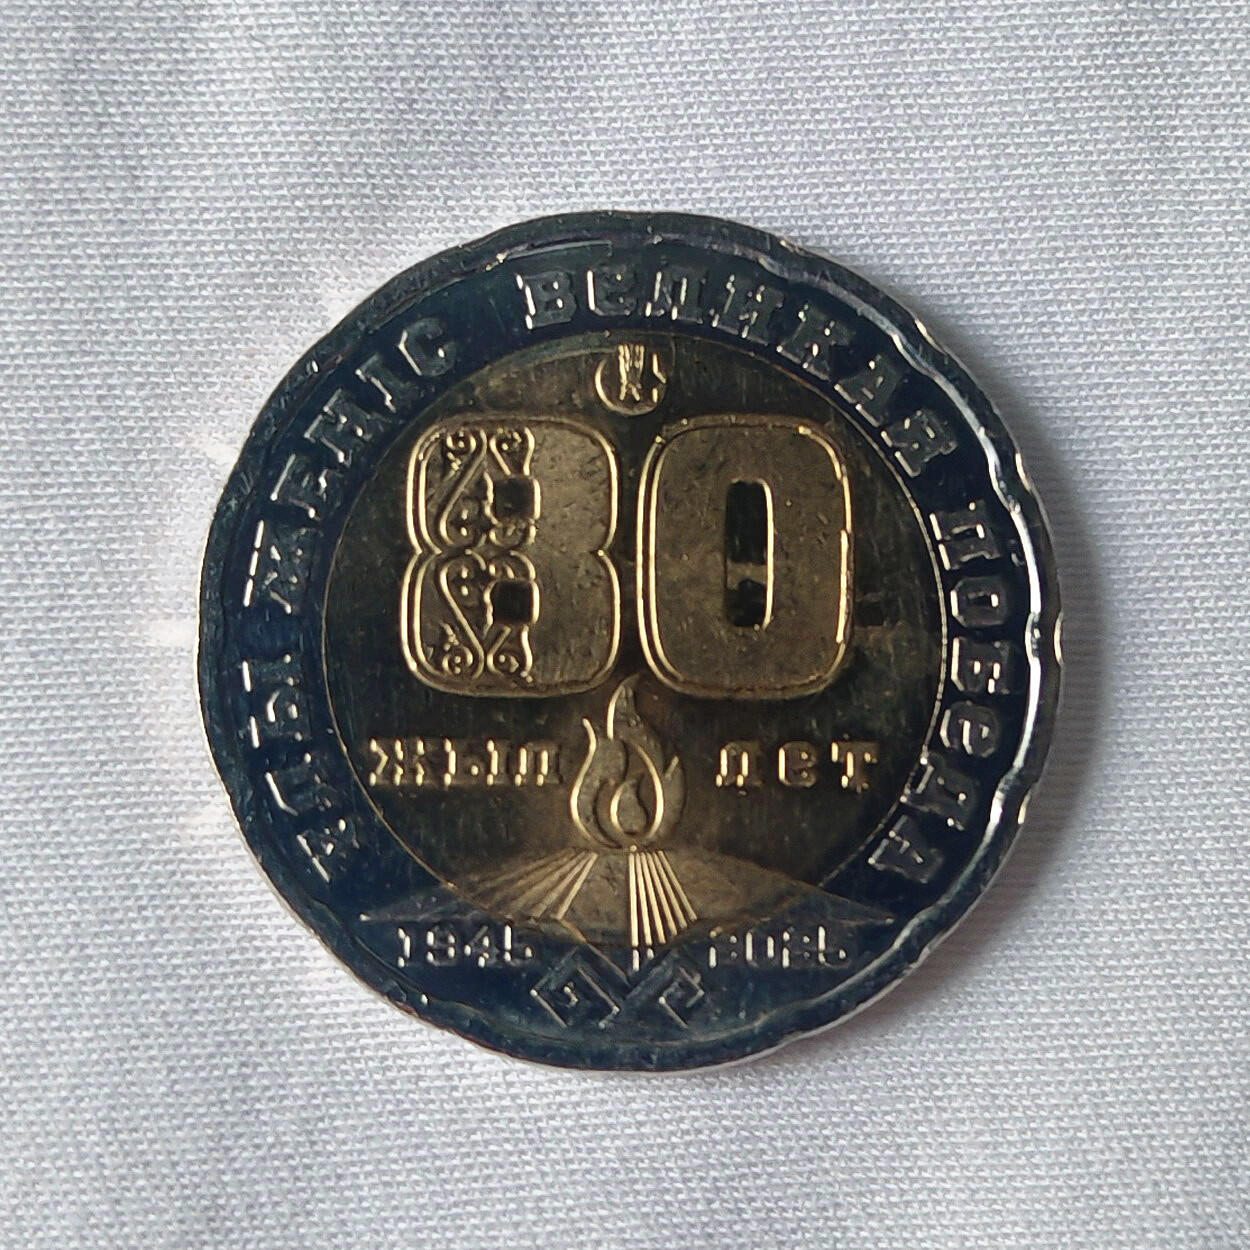 ҰЛЫ ЖЕҢІС ВЕЛИКАЯ ПОБЕДА
80
ЖЫЛ ЛЕТ
1945 2025